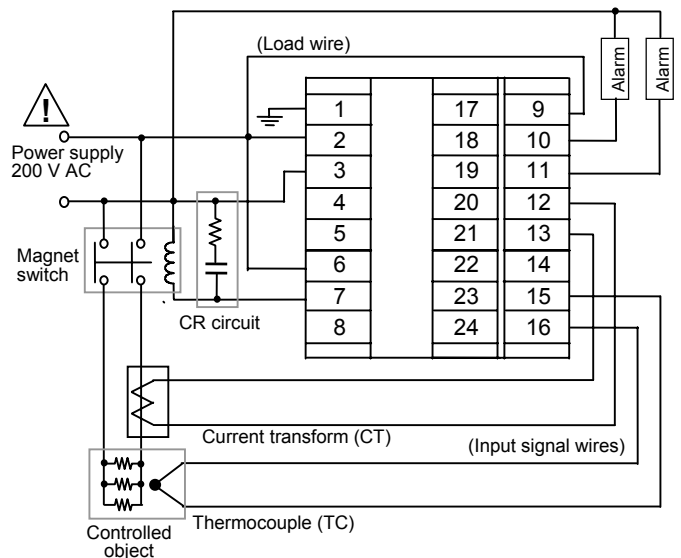 (Load wire)
Alarm
Alarm
!
Power supply
200 V AC
1
2
3
4
5
6
7
8
17
18
19
20
21
22
23
24
9
10
11
12
13
14
15
16
Magnet
switch
CR circuit
Current transform (CT)
(Input signal wires)
Thermocouple (TC)
Controlled
object